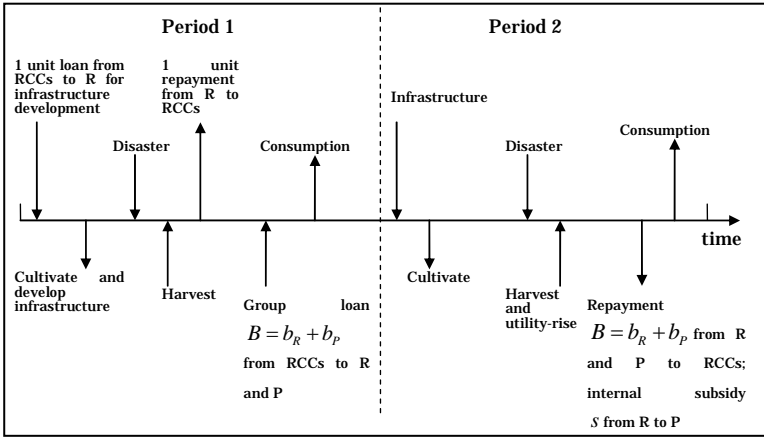 Period 1
Period 2
1 unit loan from
RCCs to R for
infrastructure
development
1 unit
repayment
from R to
RCCs
Disaster
Consumption
Infrastructure
Disaster
Consumption
time
Cultivate and
develop
infrastructure
Harvest
Group loan
B = b_R + b_P
from RCCs to R
and P
Cultivate
Harvest
and
utility-rise
Repayment
B = b_R + b_P from R
and P to RCCs;
internal subsidy
s from R to P